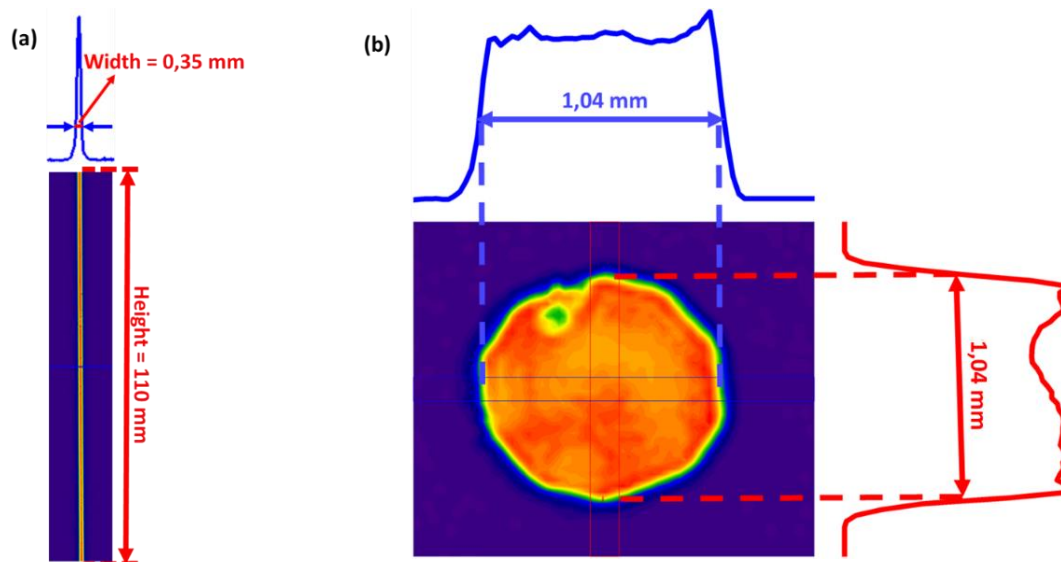 (a)
Width = 0,35 mm
Height = 110 mm
(b)
1,04 mm
1,04 mm